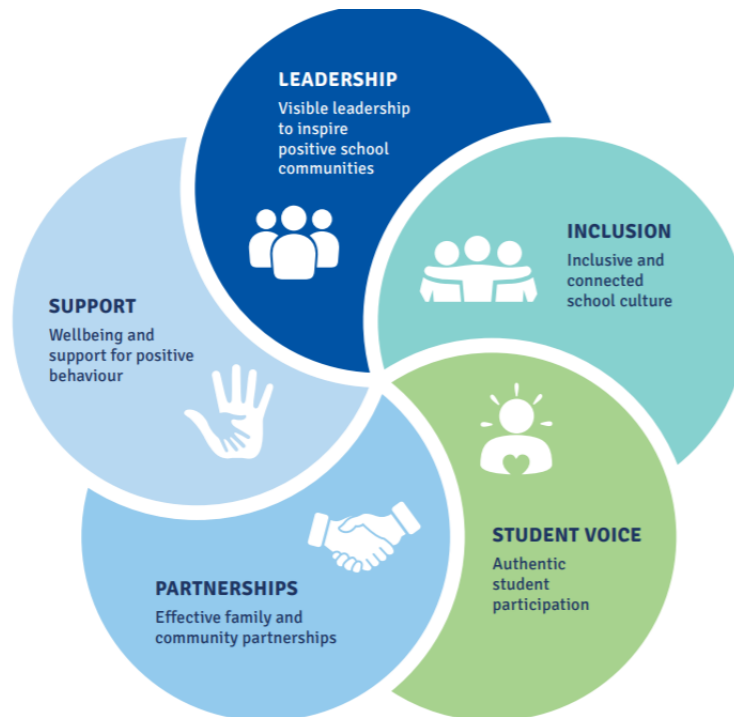 LEADERSHIP
Visible leadership
to inspire
positive school
communities
INCLUSION
Inclusive and
connected
school culture
STUDENT VOICE
Authentic
student
participation
PARTNERSHIPS
Effective family and
community partnerships
SUPPORT
Wellbeing and
support for positive
behaviour